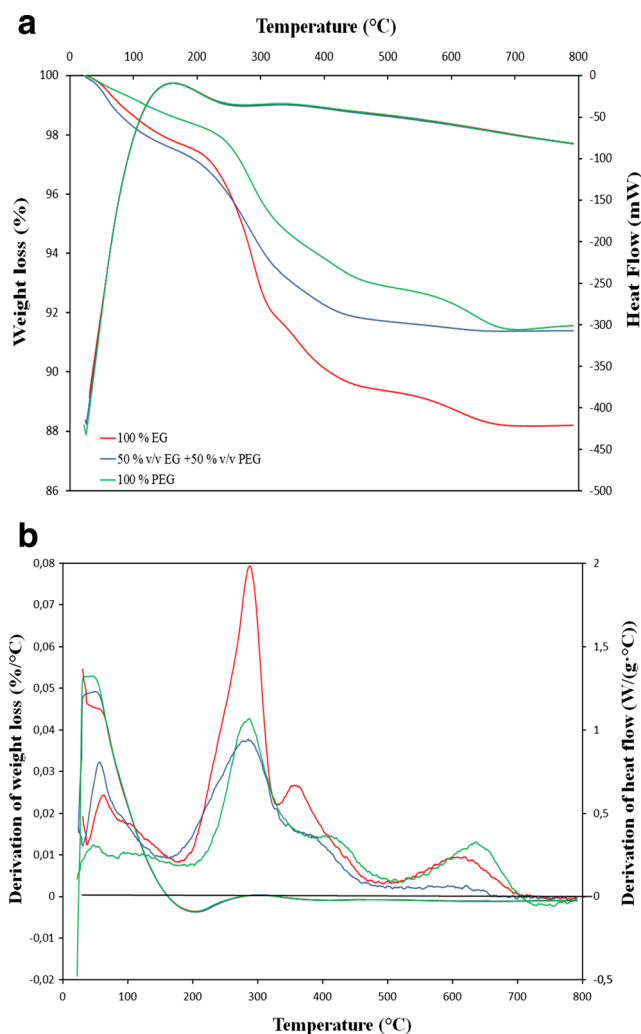 a
Temperature (°C)
0 100 200 300 400 500 600 700 800
100
98
96
94
92
90
88
86
Weight loss (%)
0
-50
-100
-150
-200
-250
-300
-350
-400
-450
-500
Heat Flow (mW)
100 % EG
50 % v/v EG +50 % v/v PEG
100 % PEG
b
0,08
0,07
0,06
0,05
0,04
0,03
0,02
0,01
0
-0,01
-0,02
Derivation of weight loss (%/°C)
2
1,5
1
0,5
0
-0,5
Derivation of heat flow (W/(g·°C))
0 100 200 300 400 500 600 700 800
Temperature (°C)